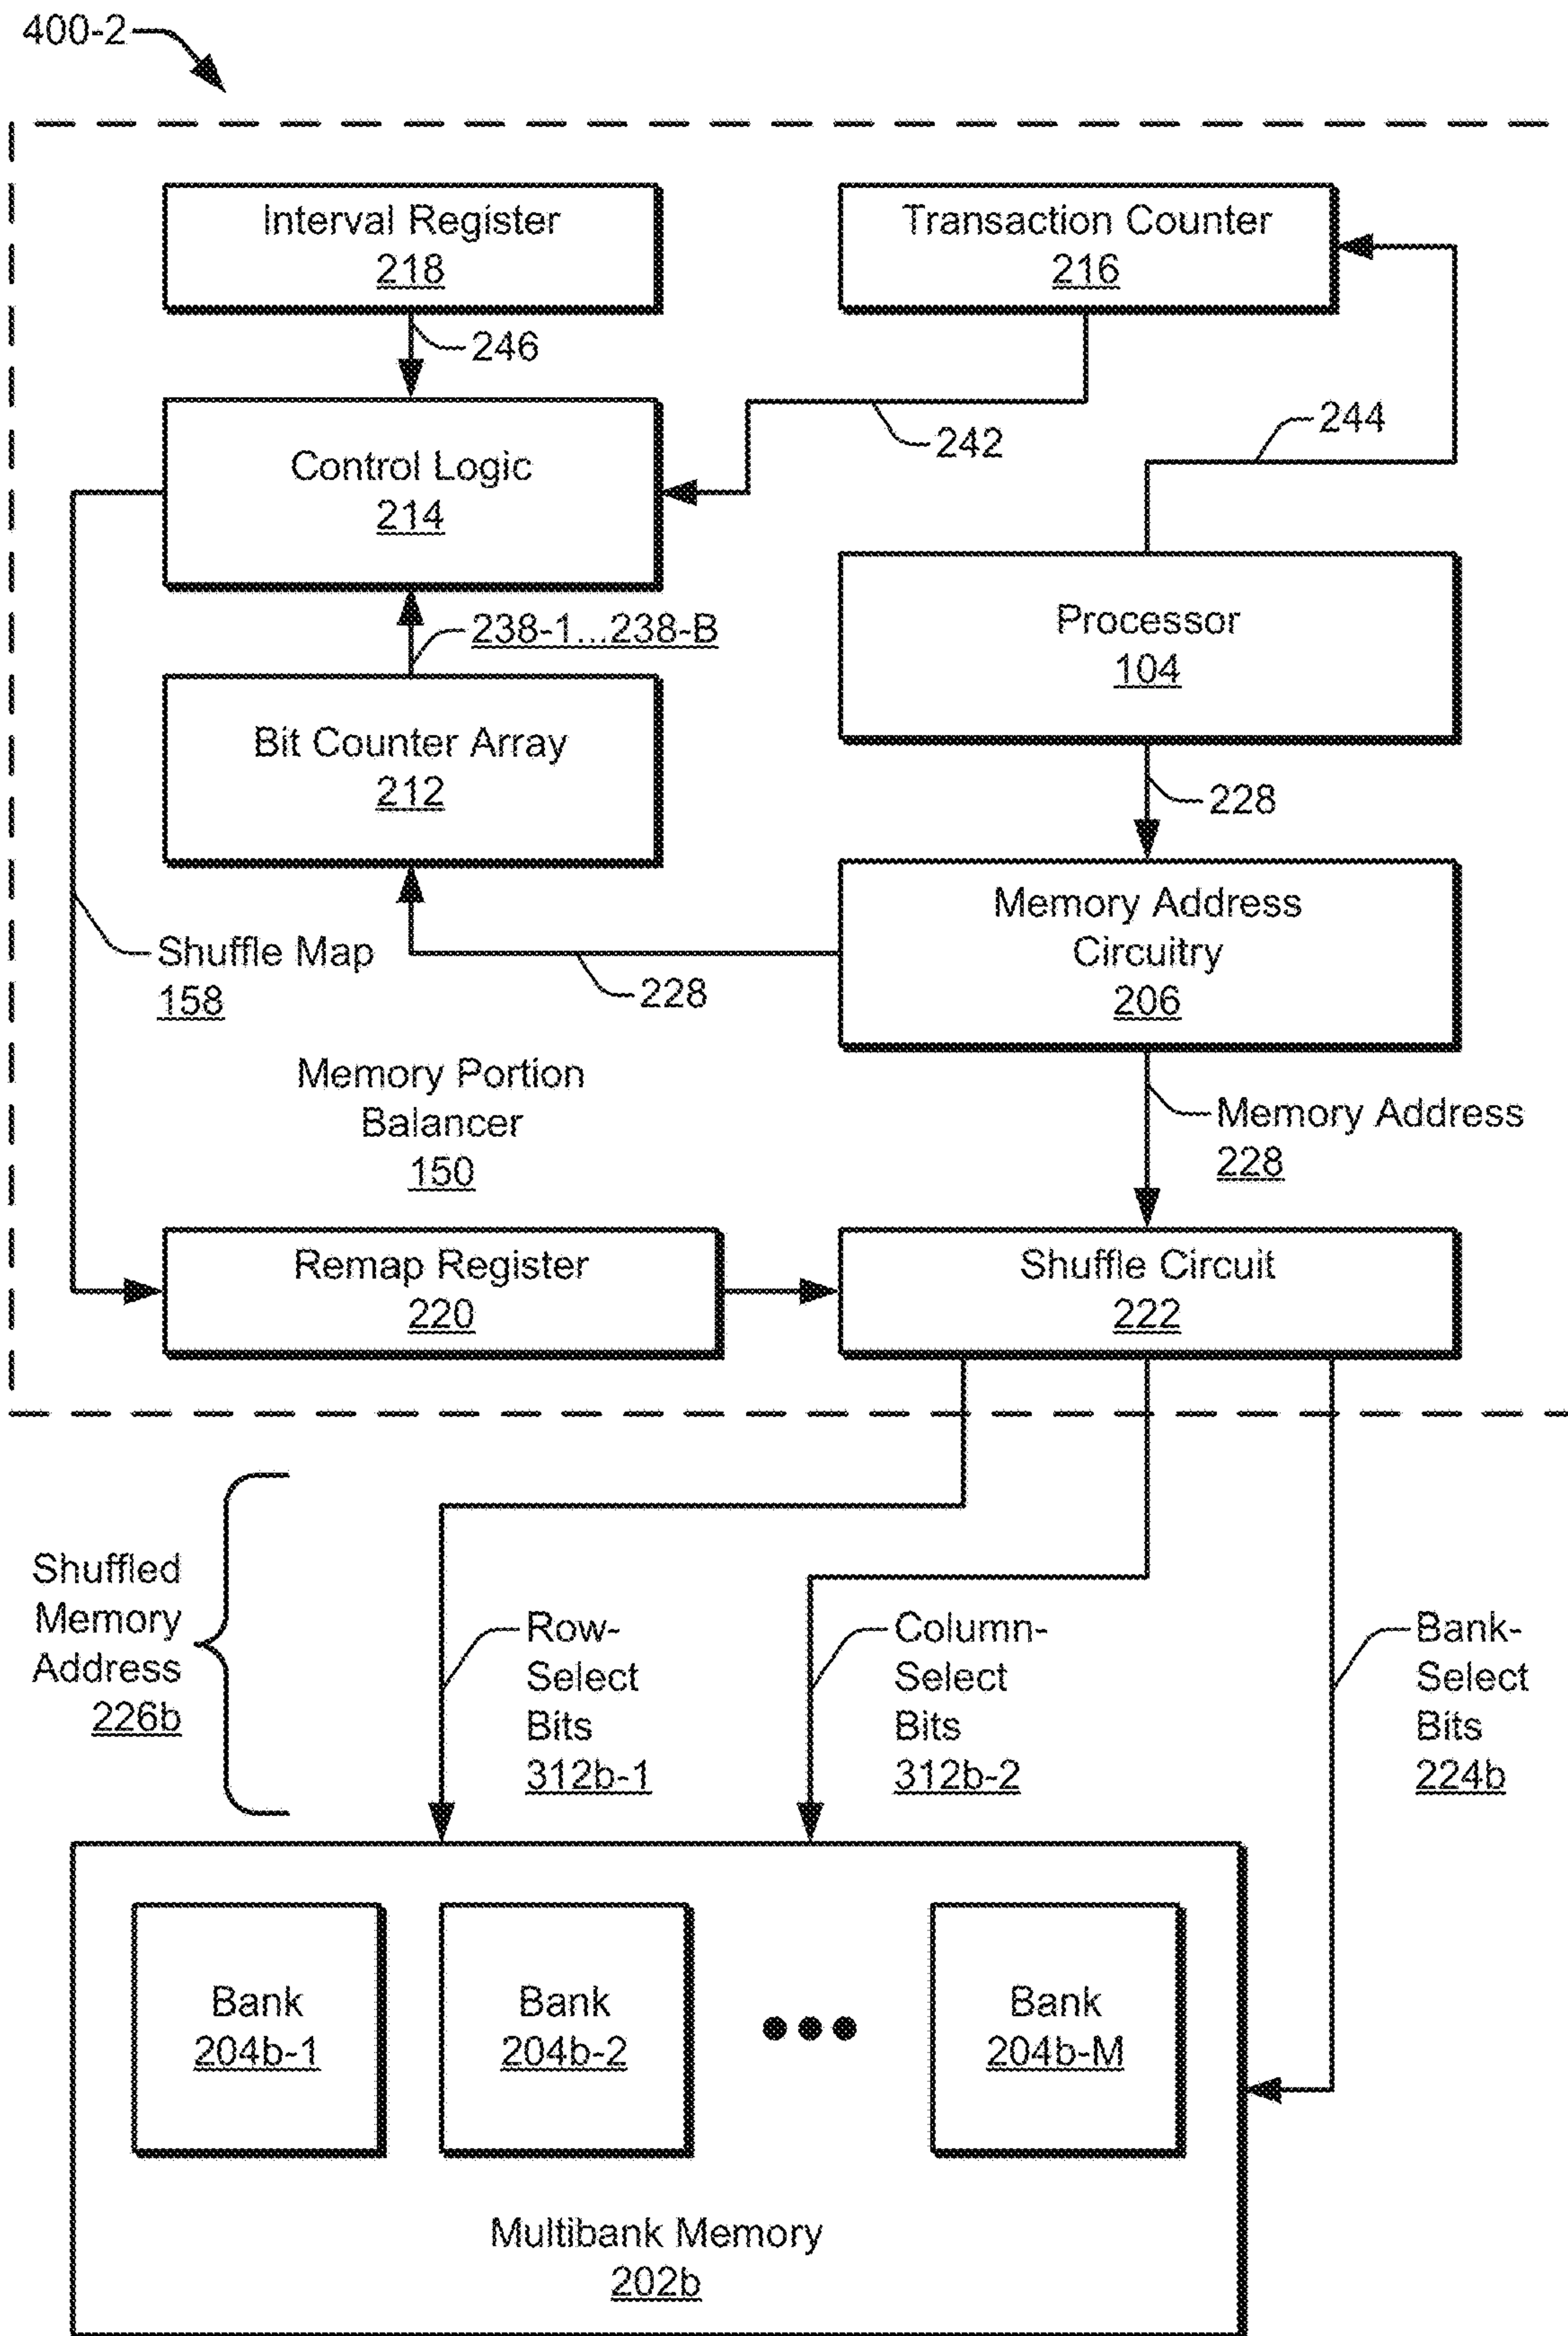 400-2
Interval Register
218
Transaction Counter
216
246
242
244
Control Logic
214
238-1...238-B
Processor
104
Bit Counter Array
212
228
Memory Address
Circuitry
206
Shuffle Map
158
228
Memory Portion
Balancer
150
Memory Address
228
Remap Register
220
Shuffle Circuit
222
Shuffled
Memory
Address
226b
Row-
Select
Bits
312b-1
Column-
Select
Bits
312b-2
Bank-
Select
Bits
224b
Bank
204b-1
Bank
204b-2
Bank
204b-M
Multibank Memory
202b